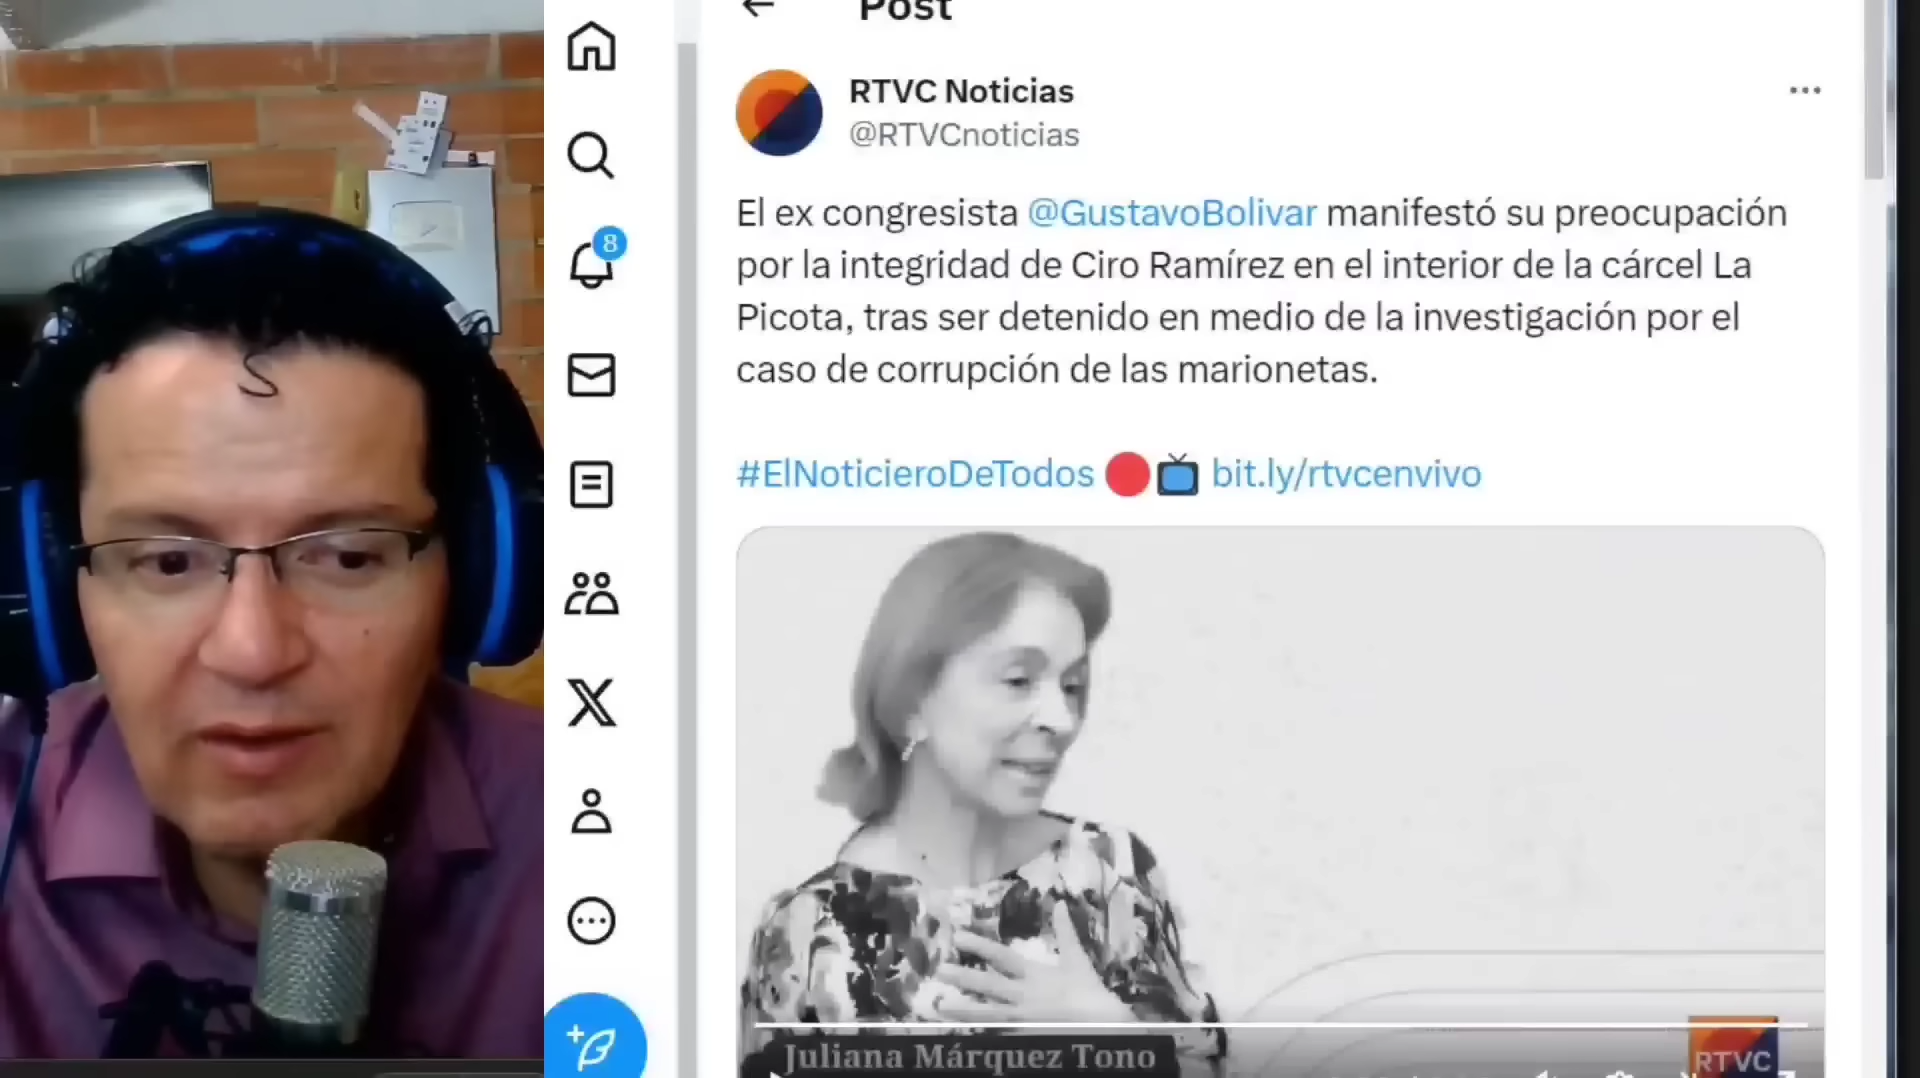 Post
RTVC Noticias
@RTVCnoticias
El ex congresista @GustavoBolivar manifestó su preocupación
por la integridad de Ciro Ramírez en el interior de la cárcel La
Picota, tras ser detenido en medio de la investigación por el
caso de corrupción de las marionetas.
#ElNoticieroDeTodos 🔴📺 bit.ly/rtvcenvivo
8
Juliana Márquez Tono
RTVC